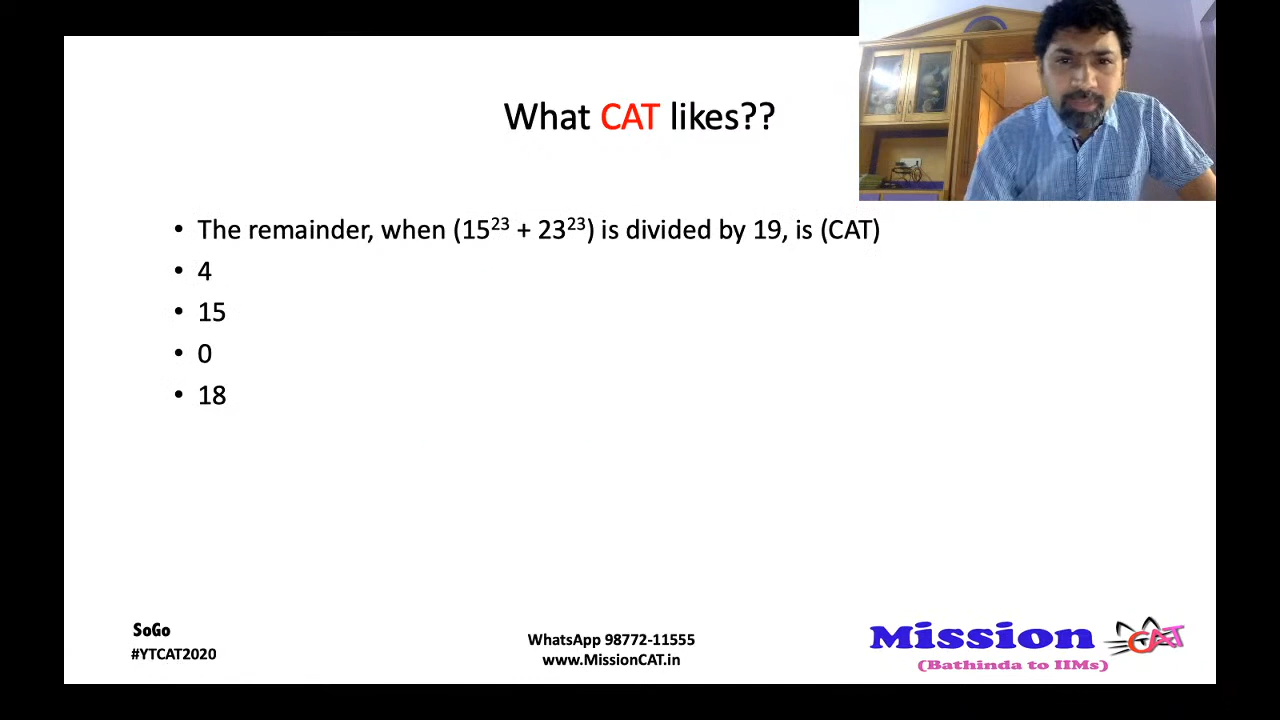 What CAT likes??
• The remainder, when (15²³ + 23²³) is divided by 19, is (CAT)
• 4
• 15
• 0
• 18
SoGo
#YTCAT2020
WhatsApp 98772-11555
www.MissionCAT.in
Mission CAT
(Bathinda to IIMs)